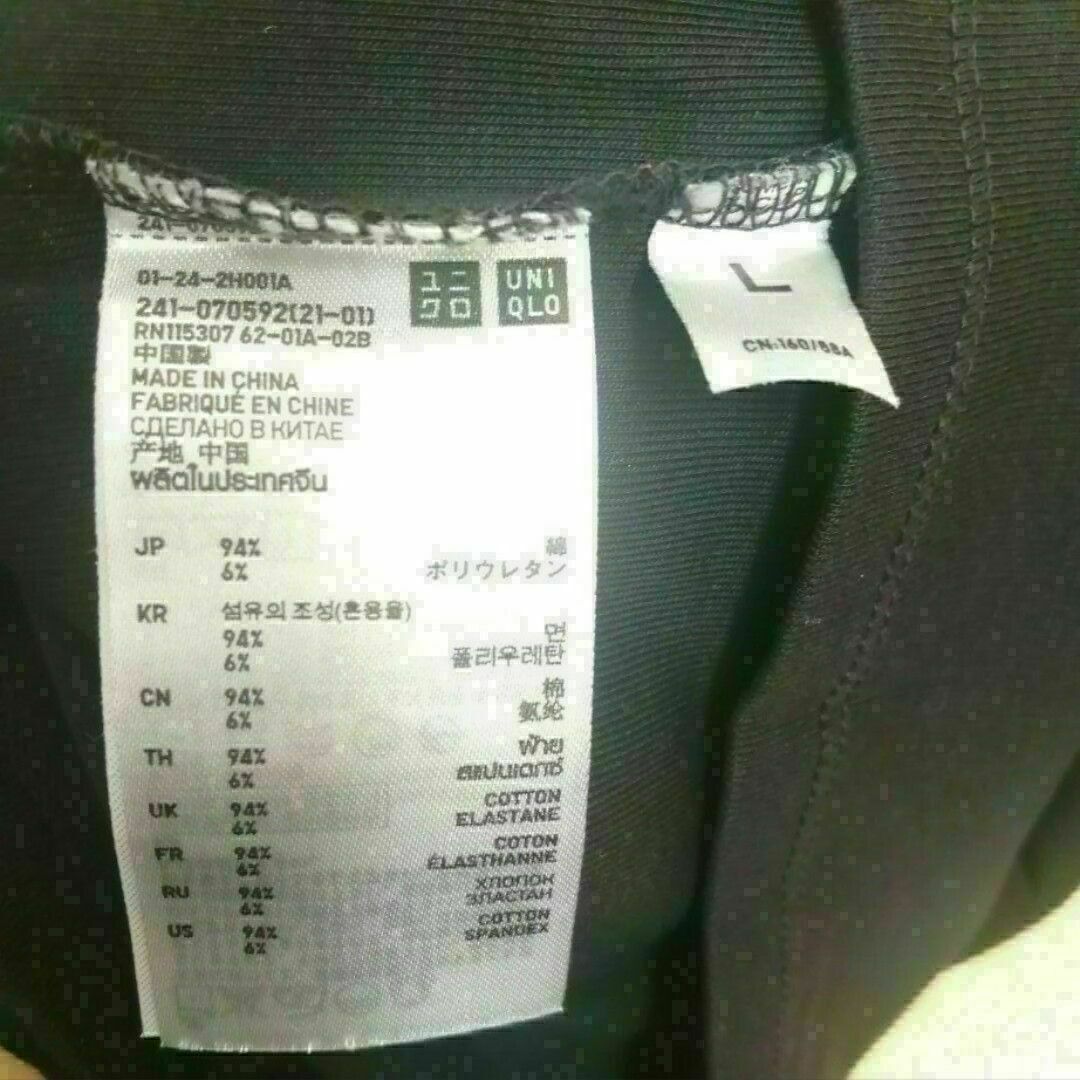 01-24-2H001A
241-070592(21-01)
RN115307 62-01A-02B
ユニ
クロ
UNI
QLO
中国製
MADE IN CHINA
FABRIQUÉ EN CHINE
СДЕЛАНО В КИТАЕ
产地 中国
ผลิตในประเทศจีน
JP 94% 綿
6% ポリウレタン
KR 섬유의 조성(혼용율)
94% 면
6% 폴리우레탄
CN 94% 棉
6% 氨纶
TH 94% ฝ้าย
6% สแปนเดกซ์
UK 94% COTTON
6% ELASTANE
FR 94% COTON
6% ÉLASTHANNE
RU 94% ХЛОПОК
6% ЭЛАСТАН
US 94% COTTON
6% SPANDEX
L
CN:160/88A